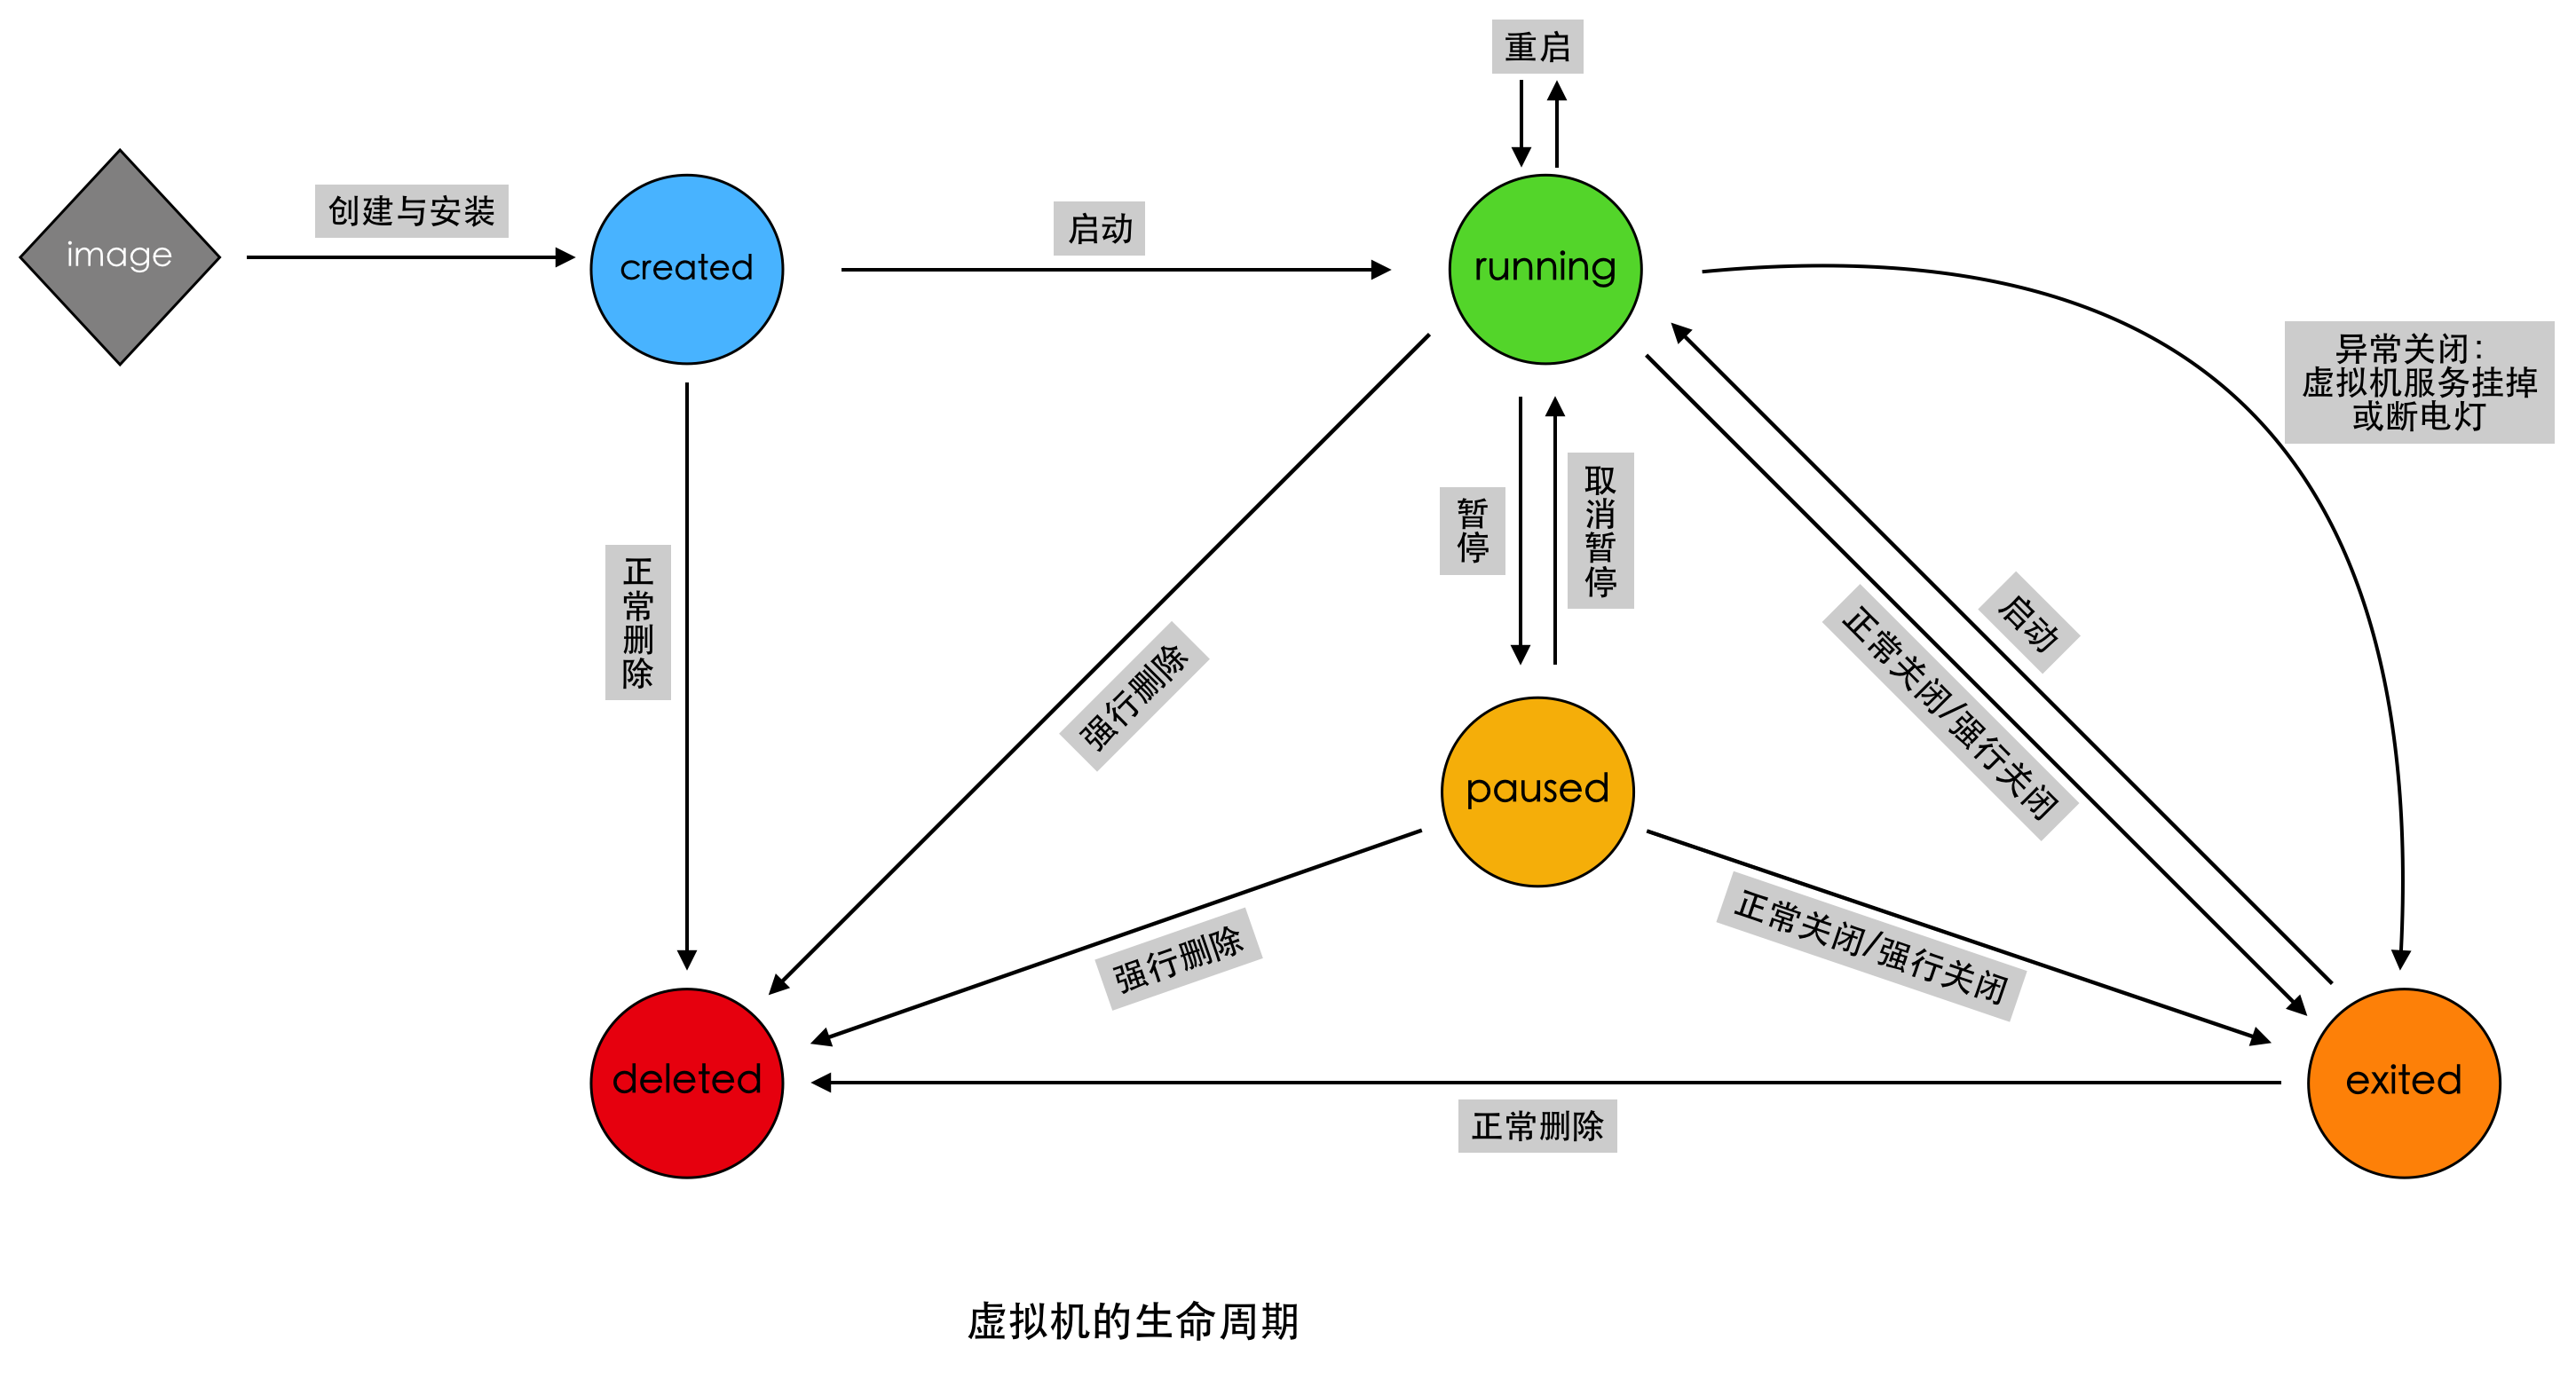 重启
image
创建与安装
created
启动
running
异常关闭：
虚拟机服务挂掉
或断电灯
暂停
取消暂停
正常删除
强行删除
启动
正常关闭/强行关闭
paused
强行删除
正常关闭/强行关闭
deleted
exited
正常删除
虚拟机的生命周期